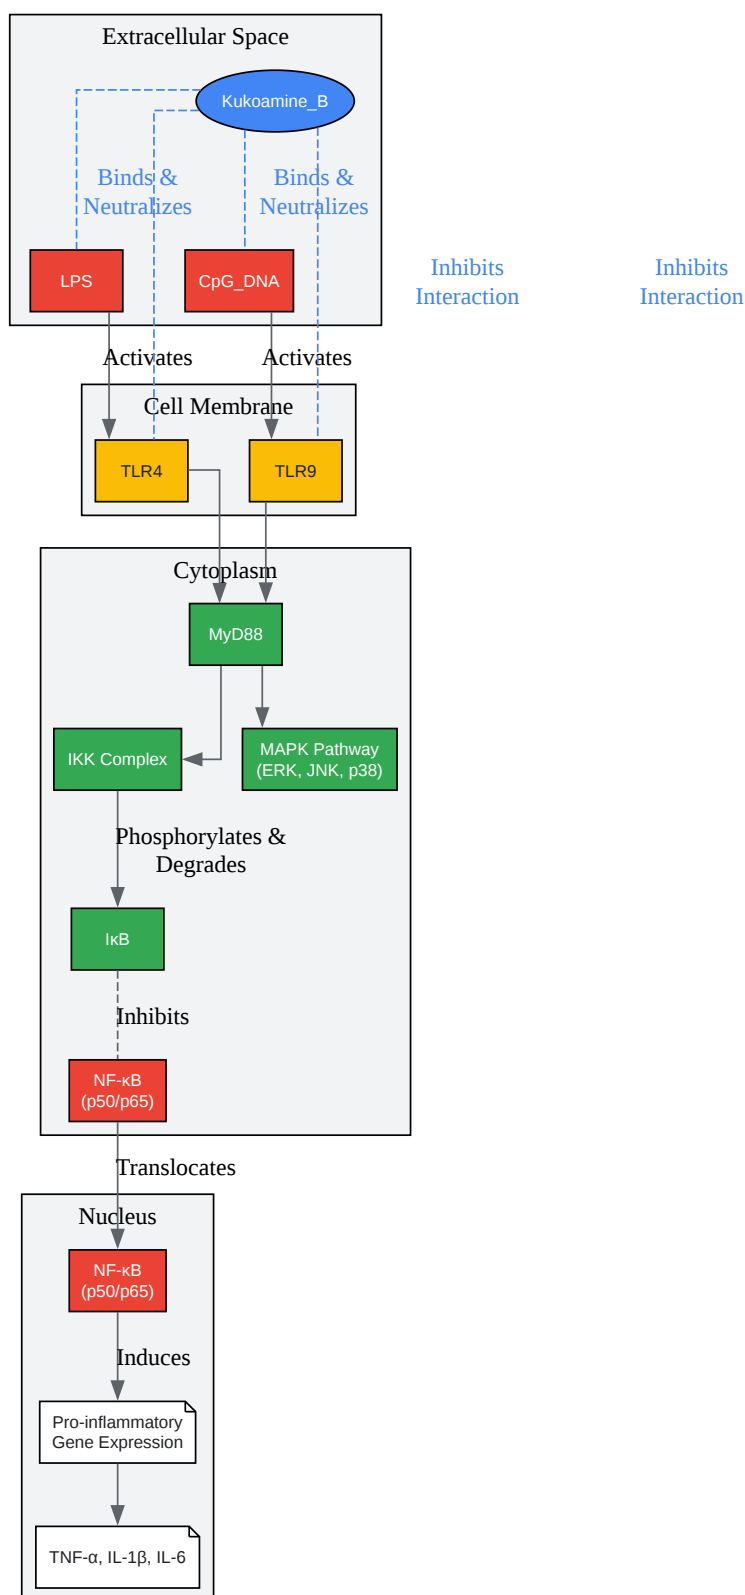 Extracellular Space
Kukoamine_B
Binds &
Neutralizes
Binds &
Neutralizes
Inhibits
Interaction
Inhibits
Interaction
LPS
CpG_DNA
Activates
Activates
Cell Membrane
TLR4
TLR9
Cytoplasm
MyD88
IKK Complex
MAPK Pathway
(ERK, JNK, p38)
Phosphorylates &
Degrades
IκB
Inhibits
NF-κB
(p50/p65)
Translocates
Nucleus
NF-κB
(p50/p65)
Induces
Pro-inflammatory
Gene Expression
TNF-α, IL-1β, IL-6